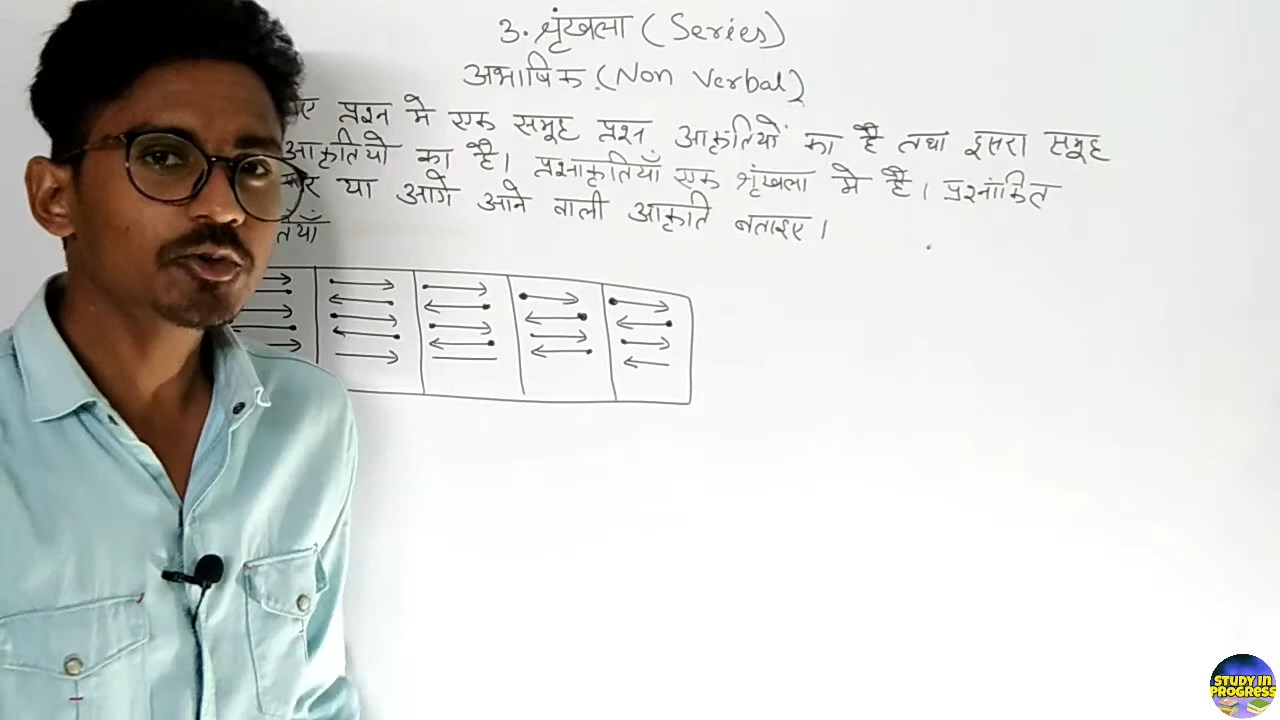 3. श्रृंखला (Series)
अभाषिक (Non Verbal)
प्रश्न मे एक समूह प्रश्न आकृतियों का है तथा दूसरा समूह
आकृतियो का है। प्रश्नाकृतियाँ एक श्रृंखला मे है। प्रश्नांकित
या आगे आने वाली आकृति बताइए।
STUDY IN
PROGRESS